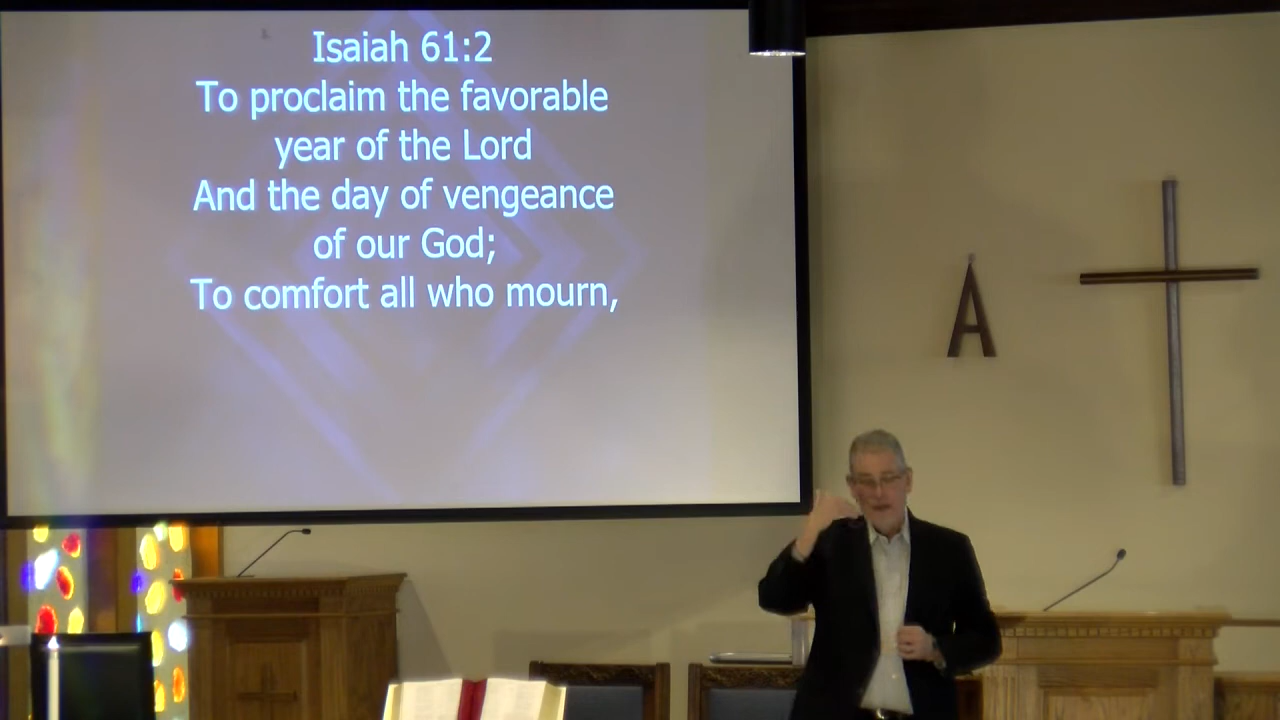 Isaiah 61:2
To proclaim the favorable
year of the Lord
And the day of vengeance
of our God;
To comfort all who mourn,
Α